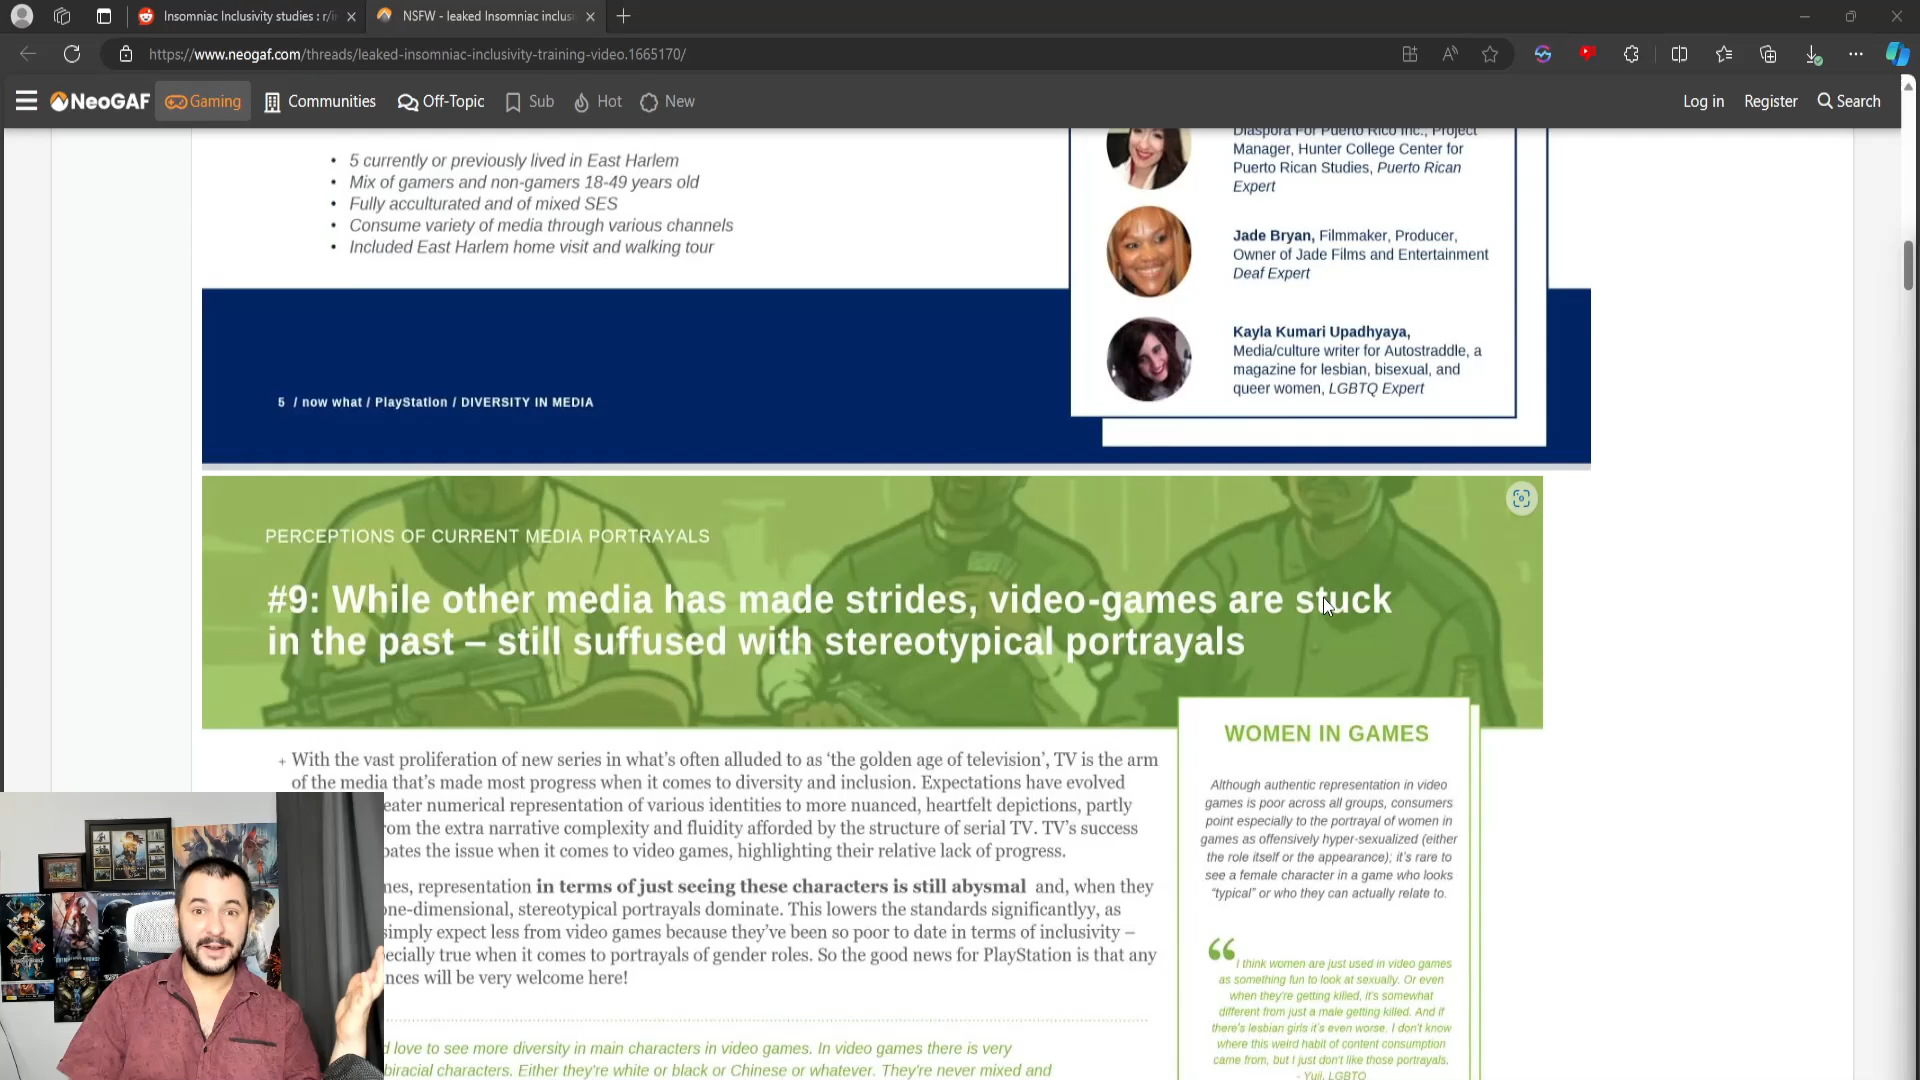 Insomniac Inclusivity studies : r/i
NSFW - leaked Insomniac inclusi
https://www.neogaf.com/threads/leaked-insomniac-inclusivity-training-video.1665170/
NeoGAF
Gaming
Communities
Off-Topic
Sub
Hot
New
Log in
Register
Search
• 5 currently or previously lived in East Harlem
• Mix of gamers and non-gamers 18-49 years old
• Fully acculturated and of mixed SES
• Consume variety of media through various channels
• Included East Harlem home visit and walking tour
Diaspora For Puerto Rico Inc., Project
Manager, Hunter College Center for
Puerto Rican Studies, Puerto Rican
Expert
Jade Bryan, Filmmaker, Producer,
Owner of Jade Films and Entertainment
Deaf Expert
Kayla Kumari Upadhyaya,
Media/culture writer for Autostraddle, a
magazine for lesbian, bisexual, and
queer women, LGBTQ Expert
5 / now what / PlayStation / DIVERSITY IN MEDIA
PERCEPTIONS OF CURRENT MEDIA PORTRAYALS
#9: While other media has made strides, video-games are stuck
in the past – still suffused with stereotypical portrayals
+ With the vast proliferation of new series in what's often alluded to as 'the golden age of television', TV is the arm
of the media that's made most progress when it comes to diversity and inclusion. Expectations have evolved
eater numerical representation of various identities to more nuanced, heartfelt depictions, partly
om the extra narrative complexity and fluidity afforded by the structure of serial TV. TV's success
bates the issue when it comes to video games, highlighting their relative lack of progress.
nes, representation in terms of just seeing these characters is still abysmal and, when they
one-dimensional, stereotypical portrayals dominate. This lowers the standards significantlyy, as
simply expect less from video games because they've been so poor to date in terms of inclusivity –
ecially true when it comes to portrayals of gender roles. So the good news for PlayStation is that any
nces will be very welcome here!
d love to see more diversity in main characters in video games. In video games there is very
biracial characters. Either they're white or black or Chinese or whatever. They're never mixed and
WOMEN IN GAMES
Although authentic representation in video
games is poor across all groups, consumers
point especially to the portrayal of women in
games as offensively hyper-sexualized (either
the role itself or the appearance); it's rare to
see a female character in a game who looks
"typical" or who they can actually relate to.
“ I think women are just used in video games
as something fun to look at sexually. Or even
when they're getting killed, it's somewhat
different from just a male getting killed. And if
there's lesbian girls it's even worse. I don't know
where this weird habit of content consumption
came from, but I just don't like those portrayals.
- Yuji, LGBTQ